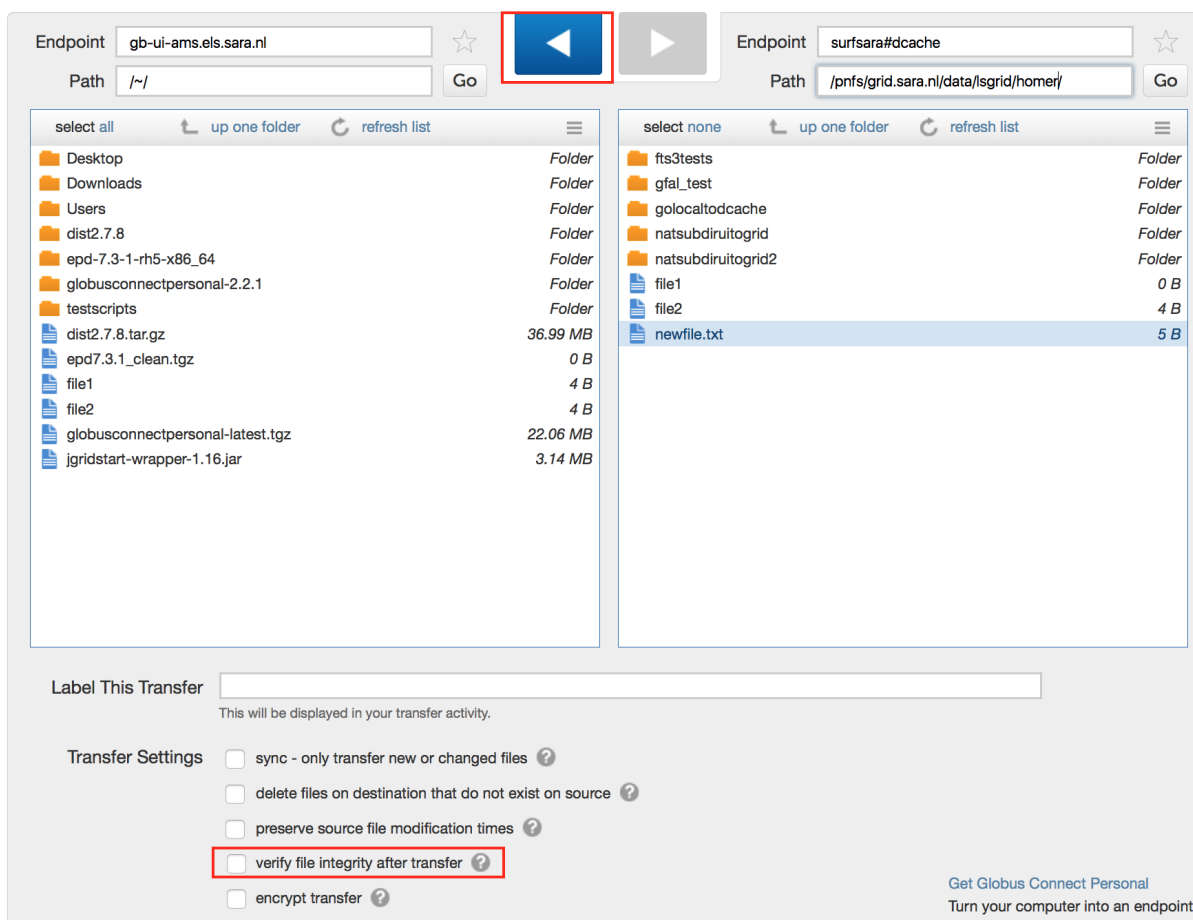 Endpoint gb-ui-ams.els.sara.nl
Path /~/ Go
Endpoint surfsara#dcache
Path /pnfs/grid.sara.nl/data/lsgrid/homer/ Go
select all up one folder refresh list
Desktop Folder
Downloads Folder
Users Folder
dist2.7.8 Folder
epd-7.3-1-rh5-x86_64 Folder
globusconnectpersonal-2.2.1 Folder
testscripts Folder
dist2.7.8.tar.gz 36.99 MB
epd7.3.1_clean.tgz 0 B
file1 4 B
file2 4 B
globusconnectpersonal-latest.tgz 22.06 MB
jgridstart-wrapper-1.16.jar 3.14 MB
select none up one folder refresh list
fts3tests Folder
gfal_test Folder
golocaltodcache Folder
natsubdiruitogrid Folder
natsubdiruitogrid2 Folder
file1 0 B
file2 4 B
newfile.txt 5 B
Label This Transfer
This will be displayed in your transfer activity.
Transfer Settings
sync - only transfer new or changed files ?
delete files on destination that do not exist on source ?
preserve source file modification times ?
verify file integrity after transfer ?
encrypt transfer ?
Get Globus Connect Personal
Turn your computer into an endpoint